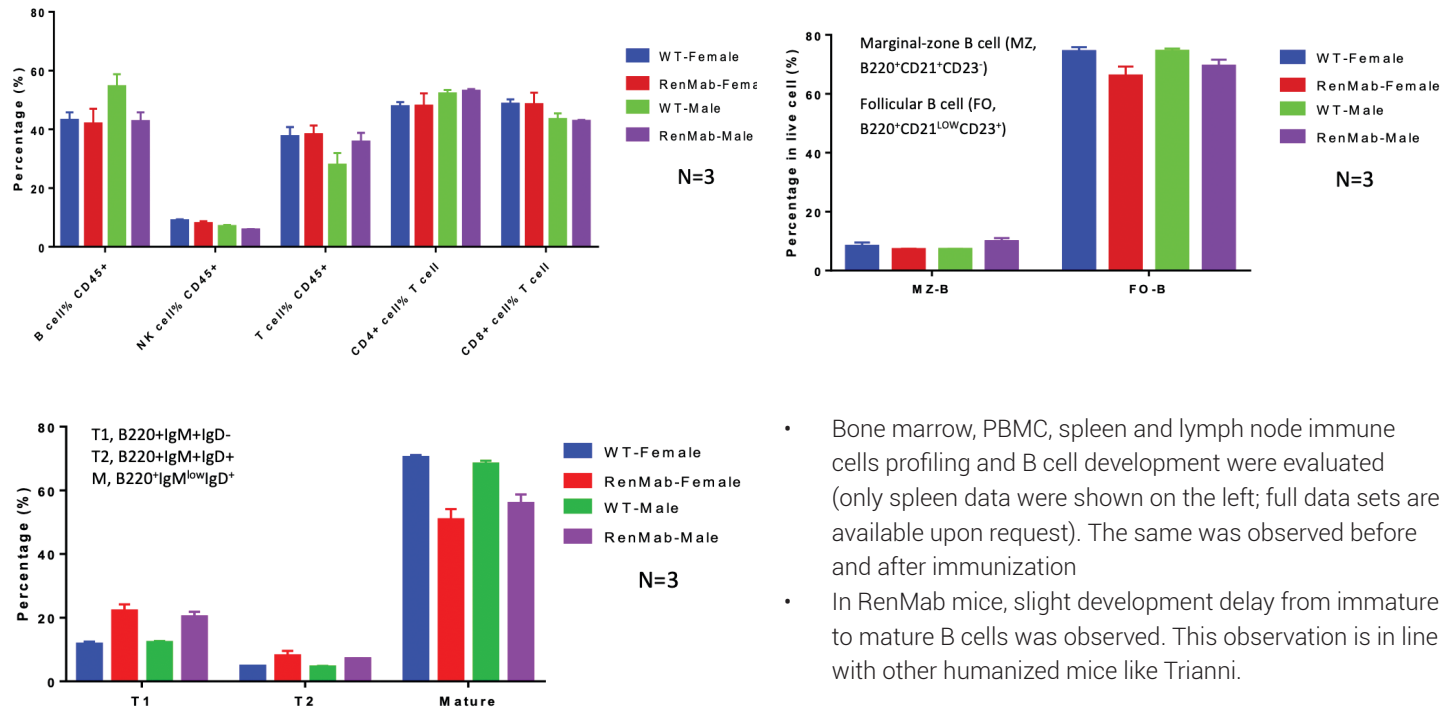 Percentage (%)
80
60
40
20
0
B cell% CD45+
NK cell% CD45+
T cell% CD45+
CD4+ cell% T cell
CD8+ cell% T cell
WT-Female
RenMab-Fema
WT-Male
RenMab-Male
N=3
Percentage in live cell (%)
80
60
40
20
0
Marginal-zone B cell (MZ,
B220⁺CD21⁺CD23⁻)
Follicular B cell (FO,
B220⁺CD21ᴸᴼᵂCD23⁺)
MZ-B
FO-B
WT-Female
RenMab-Female
WT-Male
RenMab-Male
N=3
Percentage (%)
80
60
40
20
0
T1, B220+IgM+IgD-
T2, B220+IgM+IgD+
M, B220⁺IgMˡᵒʷIgD⁺
T1
T2
Mature
WT-Female
RenMab-Female
WT-Male
RenMab-Male
N=3
• Bone marrow, PBMC, spleen and lymph node immune
cells profiling and B cell development were evaluated
(only spleen data were shown on the left; full data sets are
available upon request). The same was observed before
and after immunization
• In RenMab mice, slight development delay from immature
to mature B cells was observed. This observation is in line
with other humanized mice like Trianni.